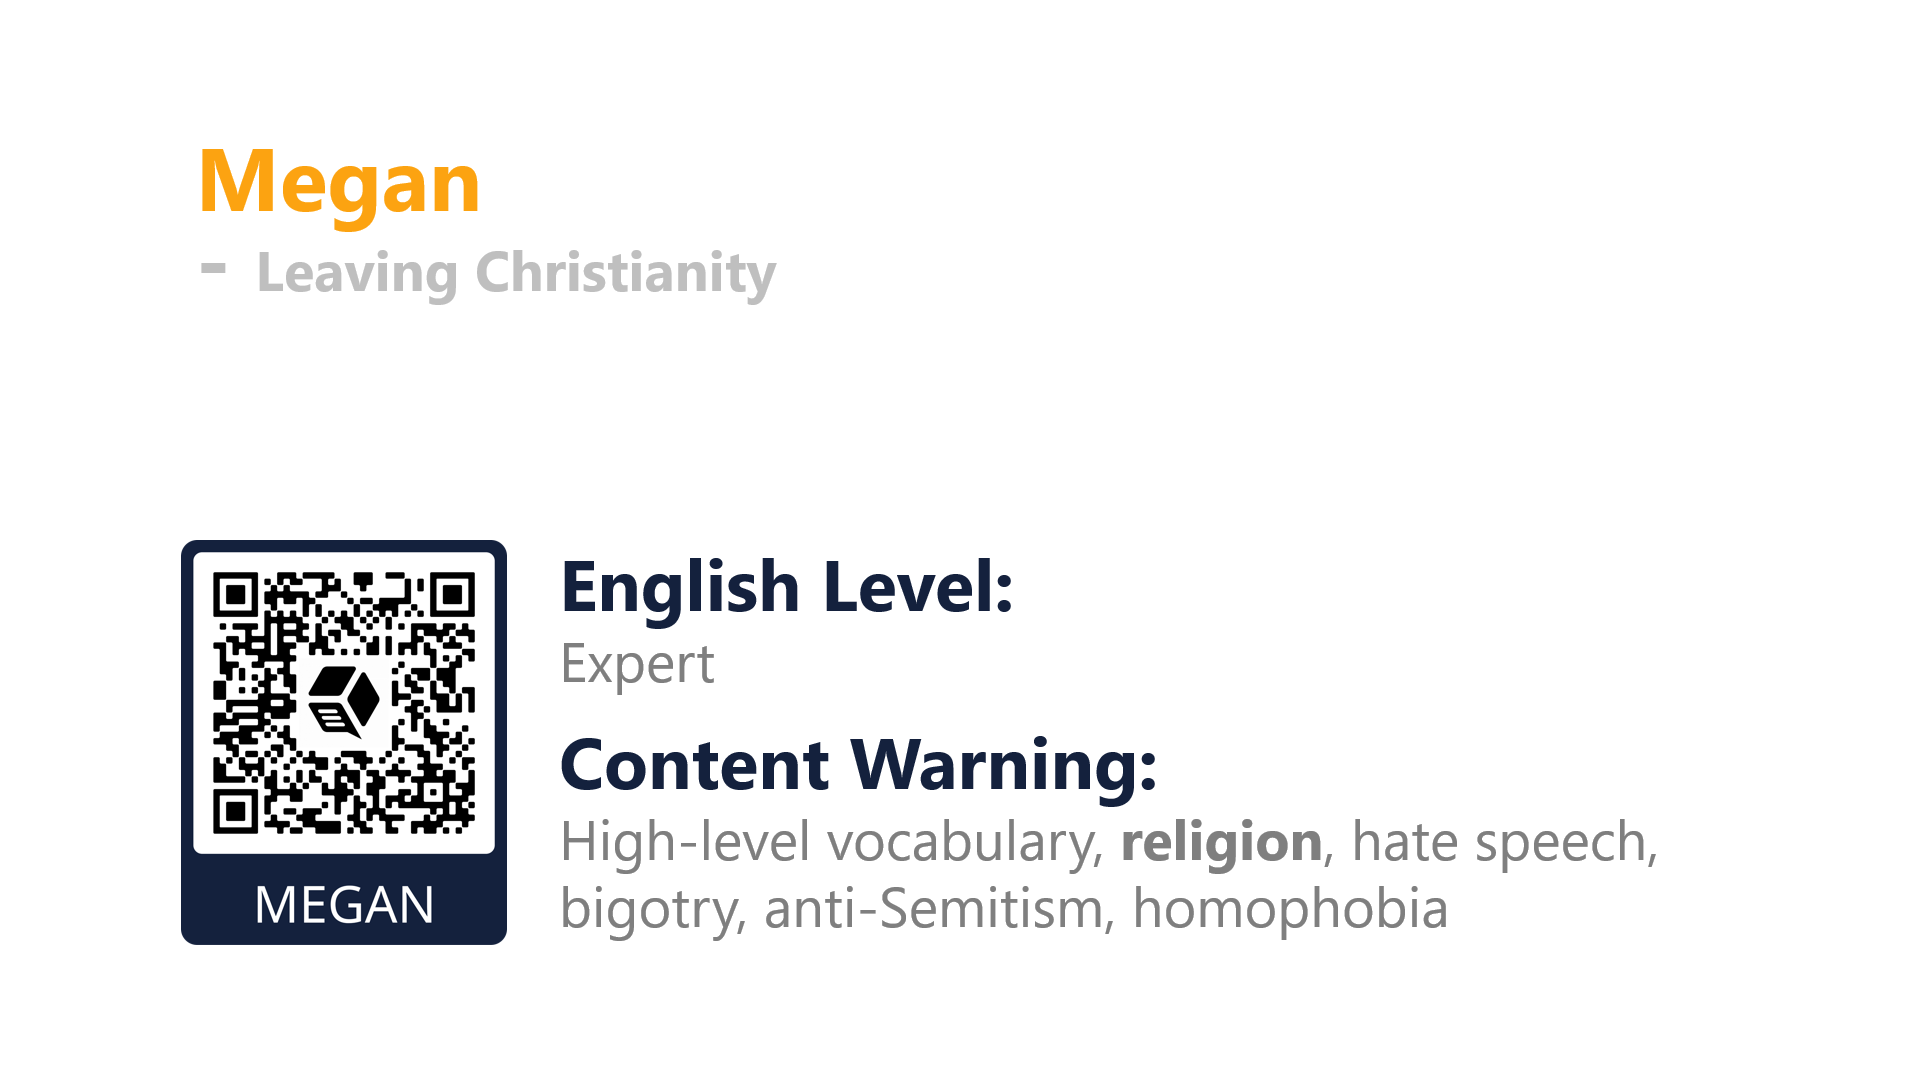 Megan
- Leaving Christianity
English Level:
Expert
Content Warning:
High-level vocabulary, religion, hate speech,
bigotry, anti-Semitism, homophobia
MEGAN